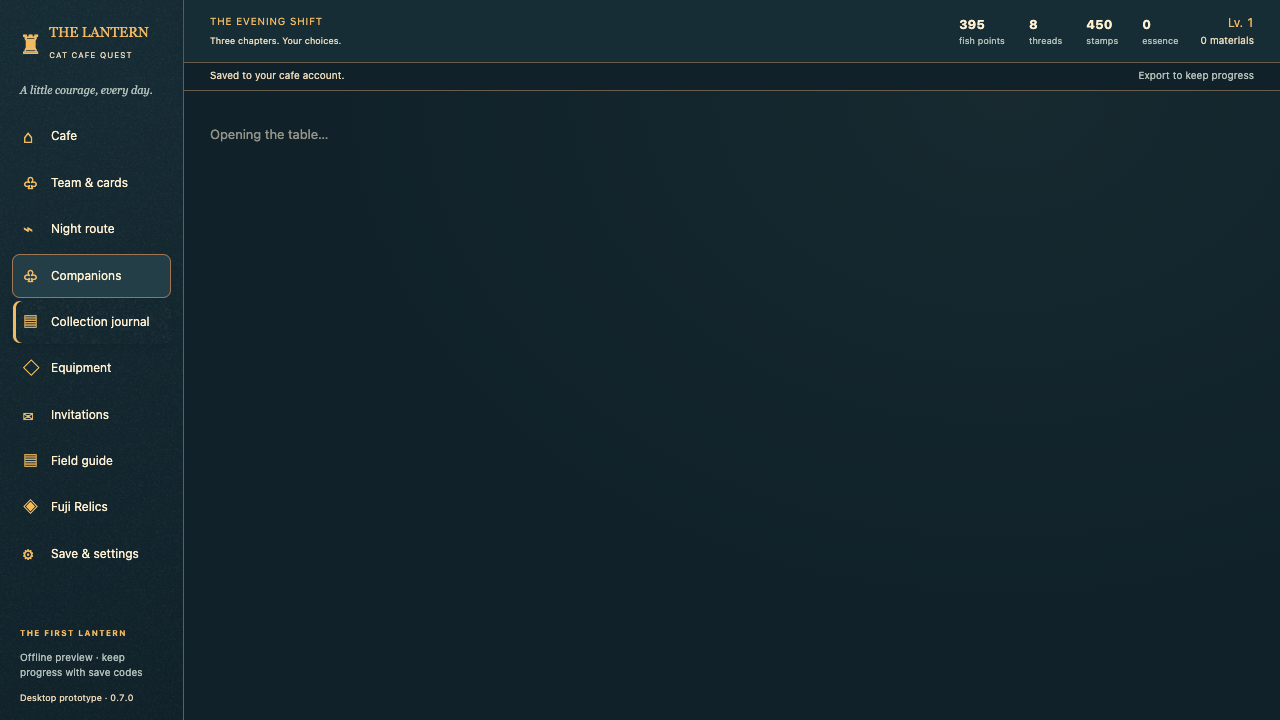 THE LANTERN
CAT CAFE QUEST
A little courage, every day.
Cafe
Team & cards
Night route
Companions
Collection journal
Equipment
Invitations
Field guide
Fuji Relics
Save & settings
THE FIRST LANTERN
Offline preview · keep
progress with save codes
Desktop prototype · 0.7.0
THE EVENING SHIFT
Three chapters. Your choices.
395
fish points
8
threads
450
stamps
0
essence
Lv. 1
0 materials
Saved to your cafe account.
Export to keep progress
Opening the table...